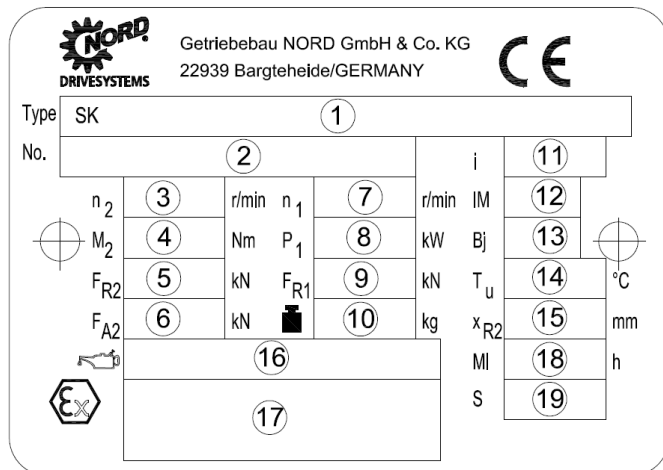 NORD
DRIVESYSTEMS
Getriebebau NORD GmbH & Co. KG
22939 Bargteheide/GERMANY
CE
Type SK 1
No. 2 i 11
n2 3 r/min n1 7 r/min IM 12
M2 4 Nm P1 8 kW Bj 13
FR2 5 kN FR1 9 kN Tu 14 °C
FA2 6 kN 10 kg xR2 15 mm
16 MI 18 h
Ex 17 S 19